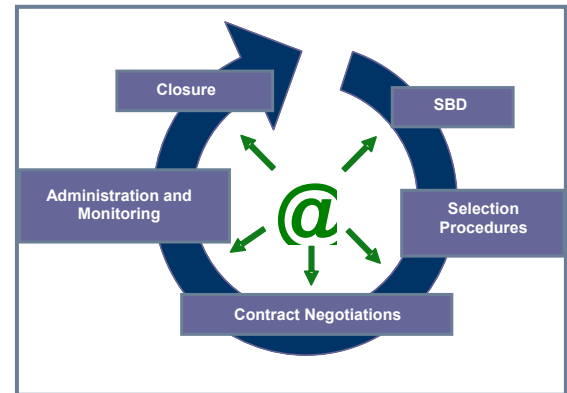 Closure
SBD
Administration and
Monitoring
@
Selection
Procedures
Contract Negotiations